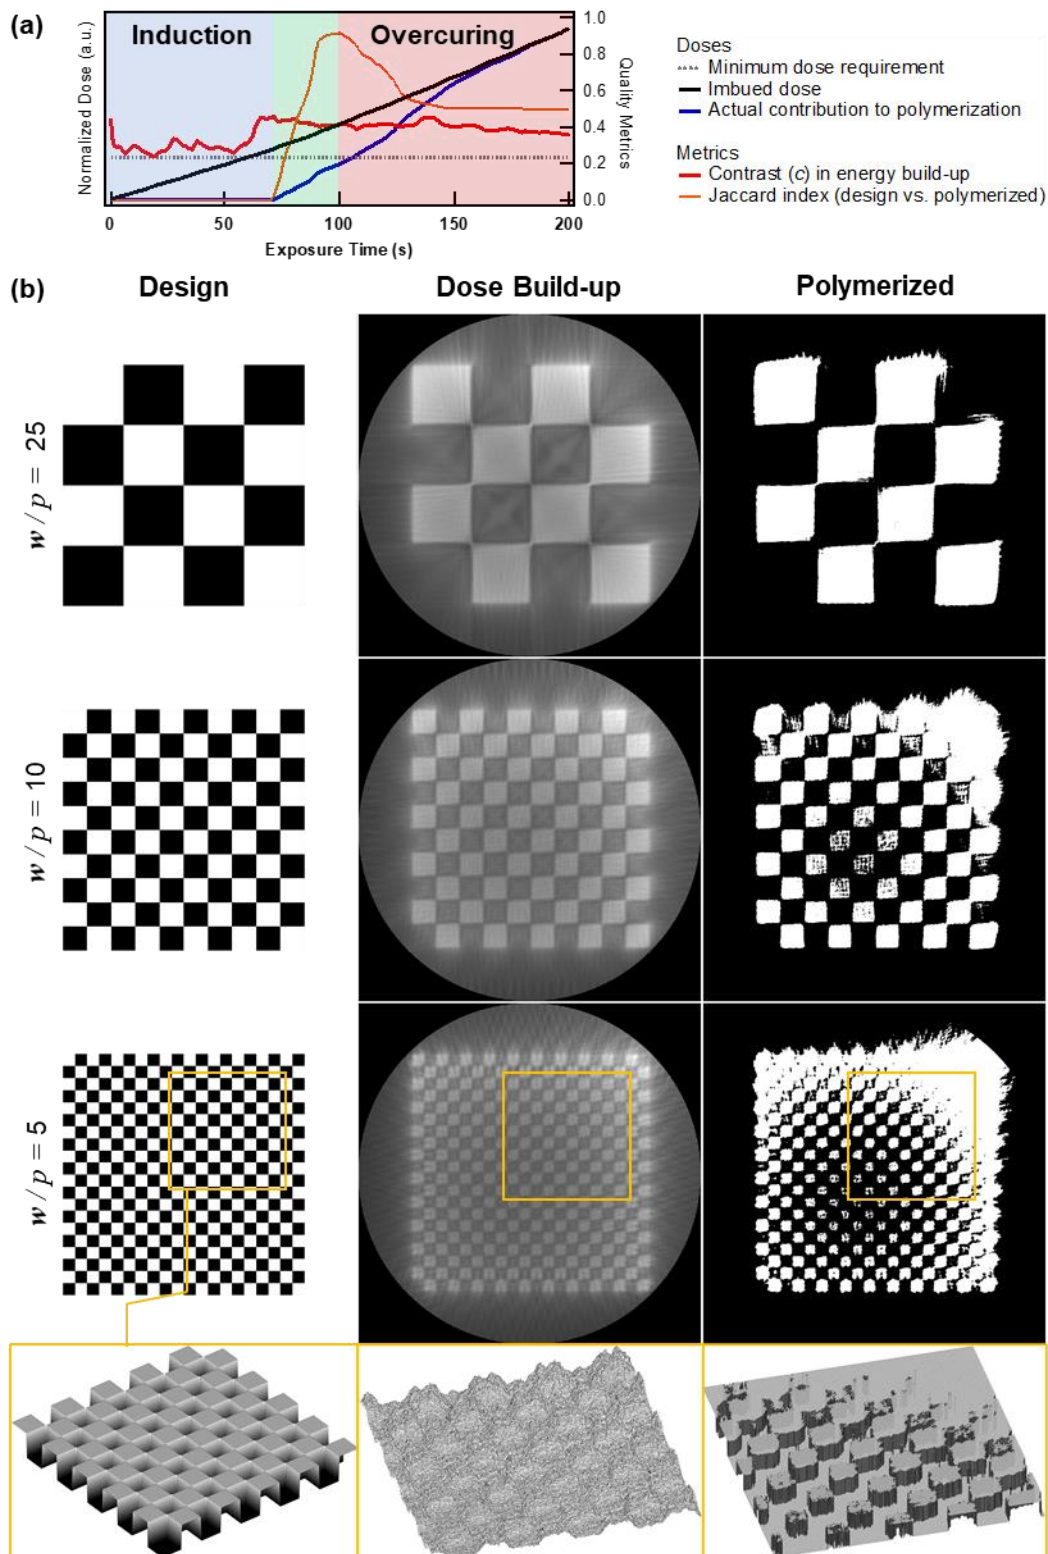 (a)
Induction
Overcuring
Normalized Dose (a.u.)
1.0
0.8
0.6
0.4
0.2
0.0
Quality Metrics
0
50
100
150
200
Exposure Time (s)
Doses
Minimum dose requirement
Imbued dose
Actual contribution to polymerization
Metrics
Contrast (c) in energy build-up
Jaccard index (design vs. polymerized)
(b)
Design
Dose Build-up
Polymerized
w / p = 25
w / p = 10
w / p = 5